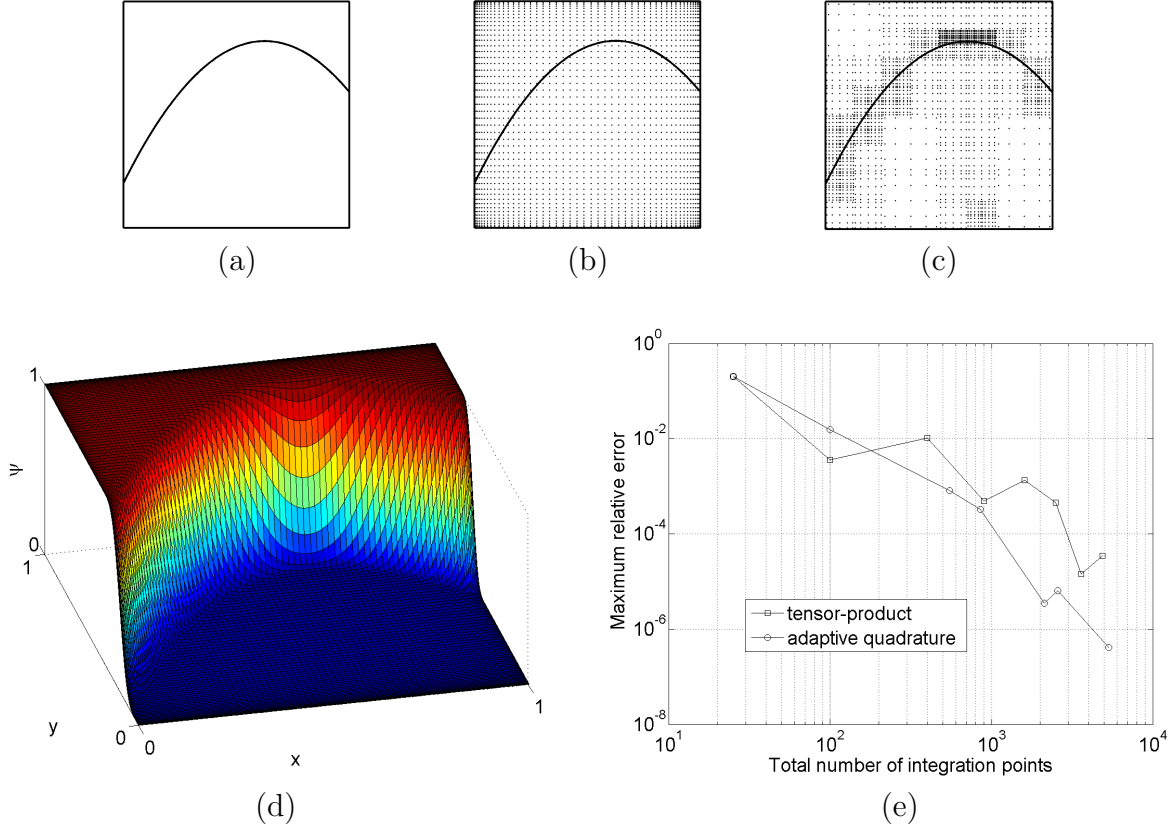 (a)
(b)
(c)
1
ψ
0
1
y
0
0
x
1
(d)
10^0
10^-2
10^-4
10^-6
10^-8
Maximum relative error
tensor-product
adaptive quadrature
10^1
10^2
10^3
10^4
Total number of integration points
(e)